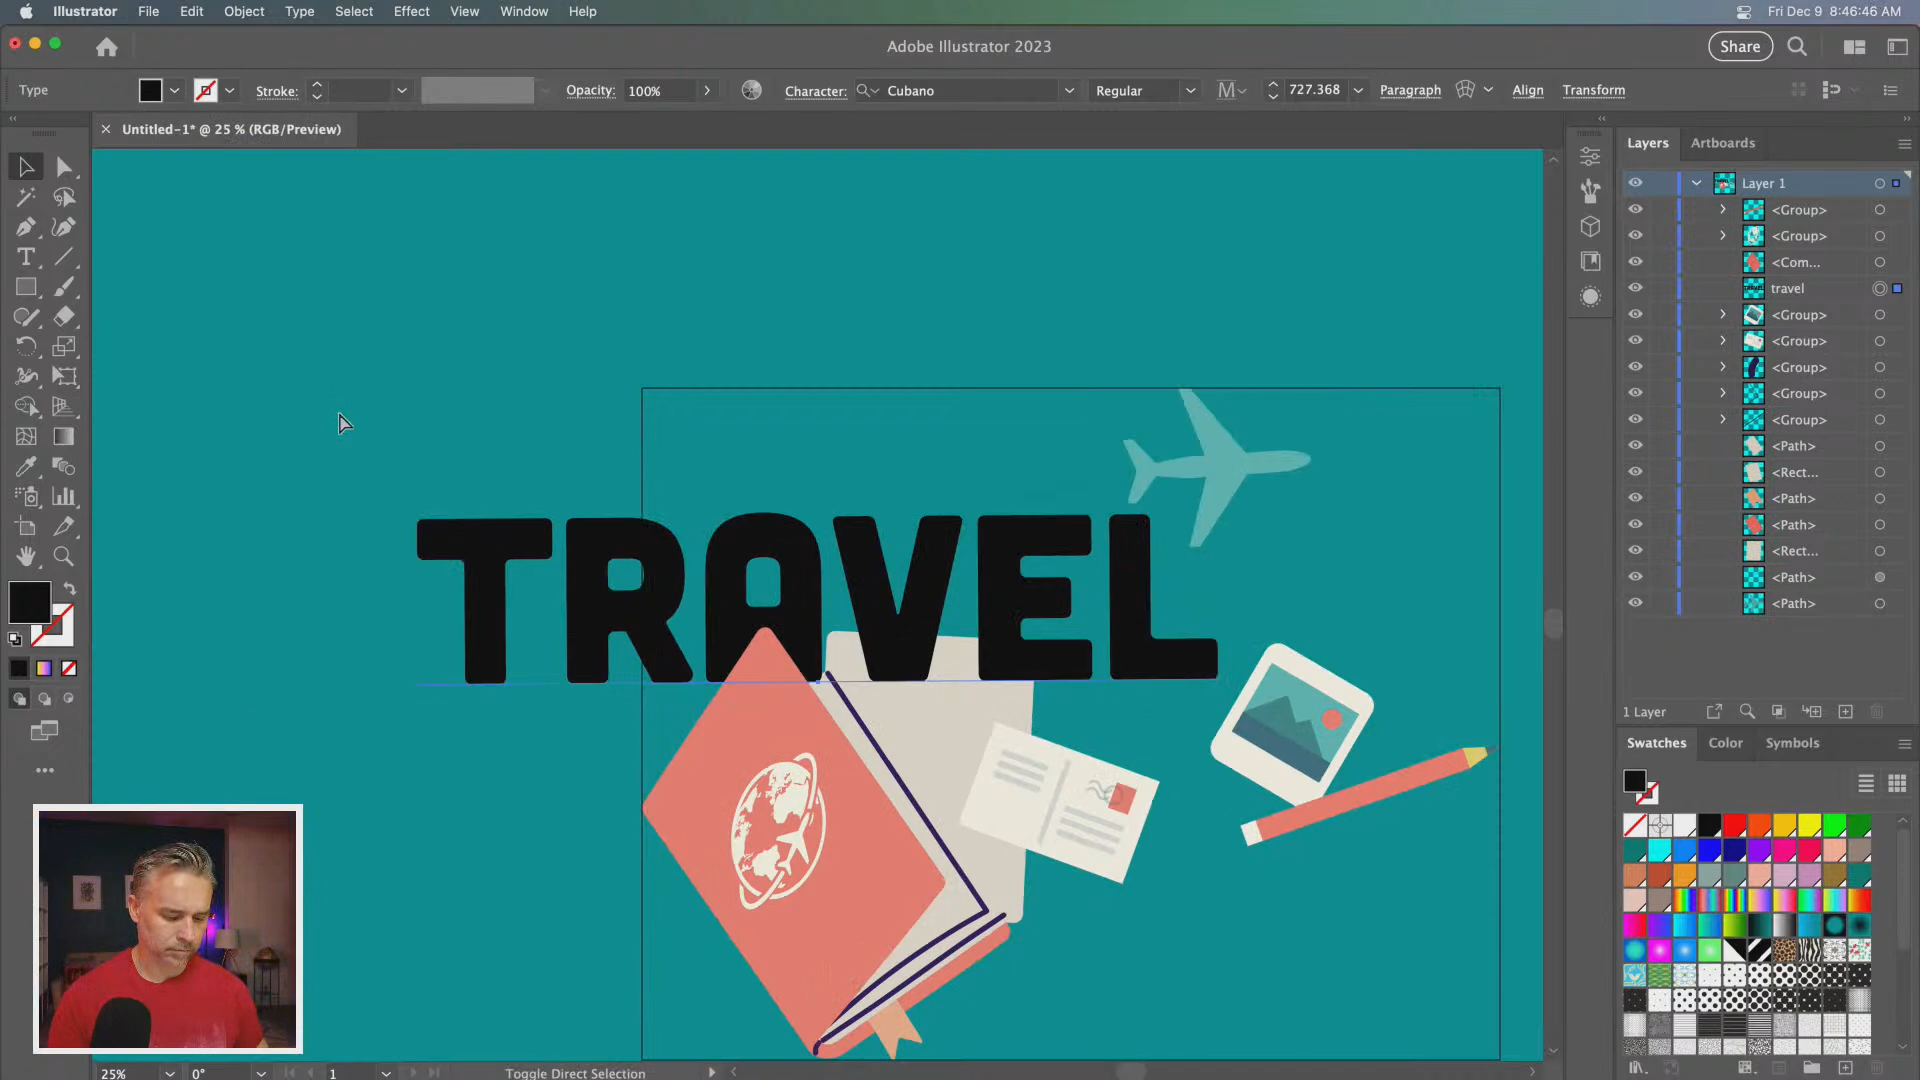 Illustrator File Edit Object Type Select Effect View Window Help
Fri Dec 9 8:46:46 AM
Adobe Illustrator 2023
Share
Type
Stroke:
Opacity: 100%
Character: Cubano
Regular
727.368
Paragraph
Align
Transform
Untitled-1* @ 25 % (RGB/Preview)
Layers
Artboards
Layer 1
<Group>
<Group>
<Com...
travel
<Group>
<Group>
<Group>
<Group>
<Group>
<Path>
<Rect...
<Path>
<Path>
<Rect...
<Path>
<Path>
TRAVEL
1 Layer
Swatches
Color
Symbols
25%
0°
1
Toggle Direct Selection